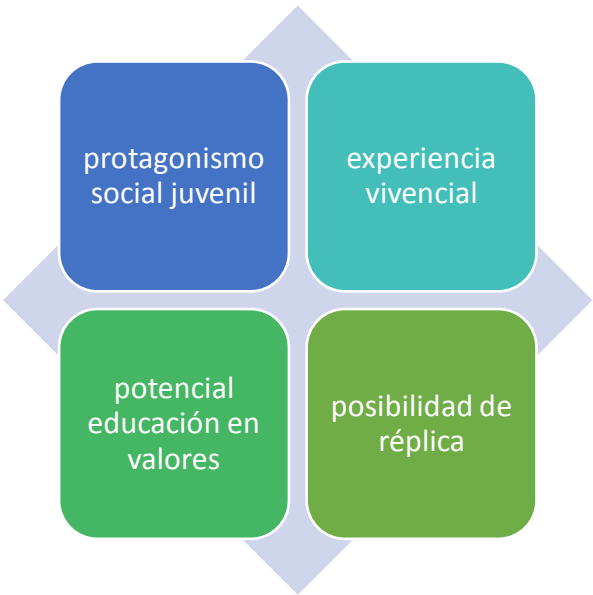 protagonismo
social juvenil
experiencia
vivencial
potencial
educación en
valores
posibilidad de
réplica